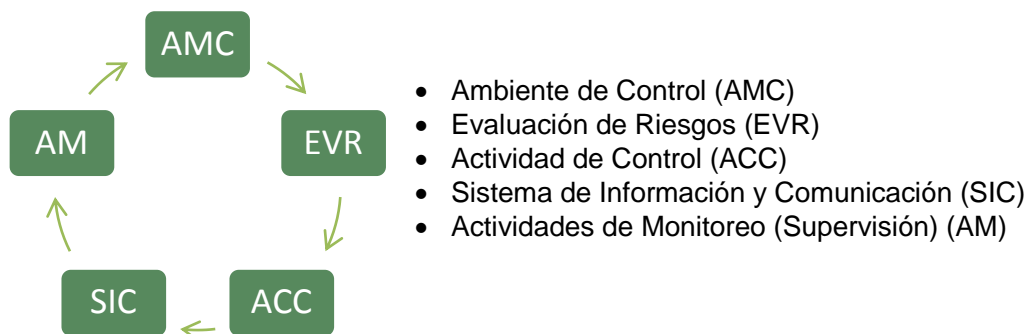 AMC
EVR
ACC
SIC
AM
• Ambiente de Control (AMC)
• Evaluación de Riesgos (EVR)
• Actividad de Control (ACC)
• Sistema de Información y Comunicación (SIC)
• Actividades de Monitoreo (Supervisión) (AM)